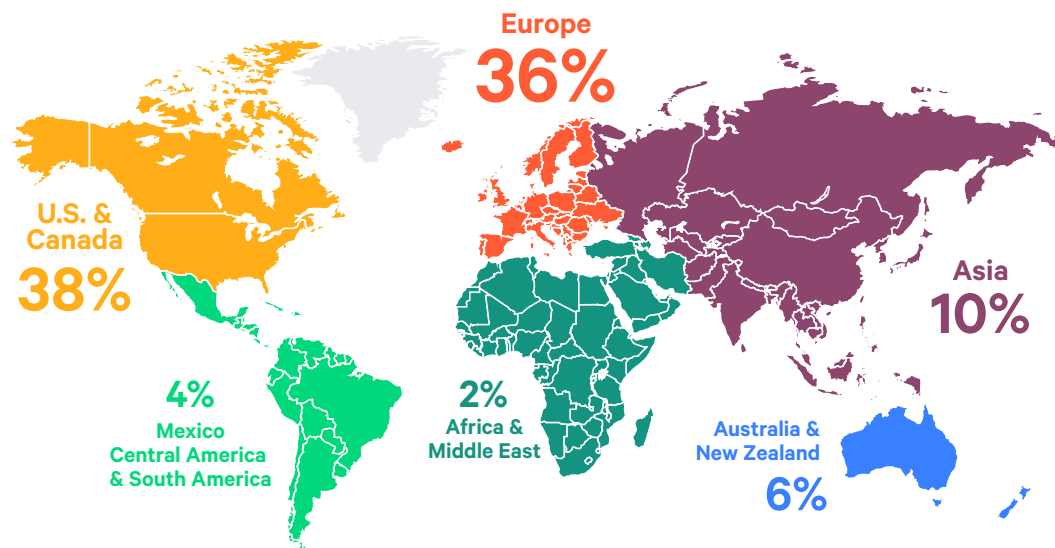 Europe
36%
U.S. &
Canada
38%
Asia
10%
4%
Mexico
Central America
& South America
2%
Africa &
Middle East
Australia &
New Zealand
6%